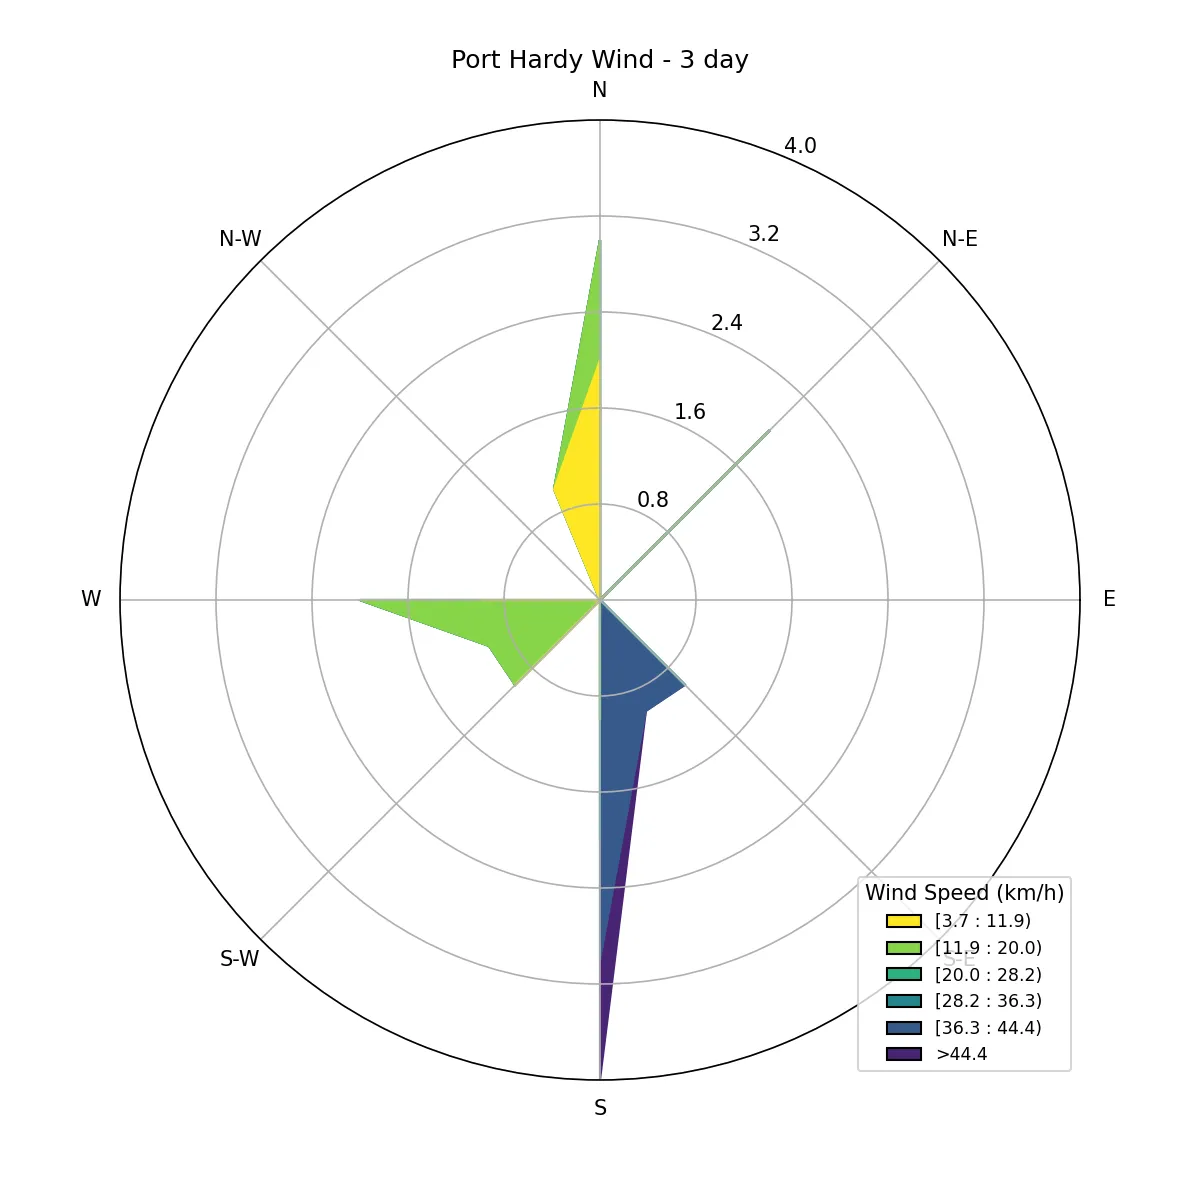 Port Hardy Wind - 3 day
N
4.0
N-W
3.2
N-E
2.4
1.6
0.8
W
E
Wind Speed (km/h)
[3.7 : 11.9)
[11.9 : 20.0)
S-W
S-E
[20.0 : 28.2)
[28.2 : 36.3)
[36.3 : 44.4)
>44.4
S